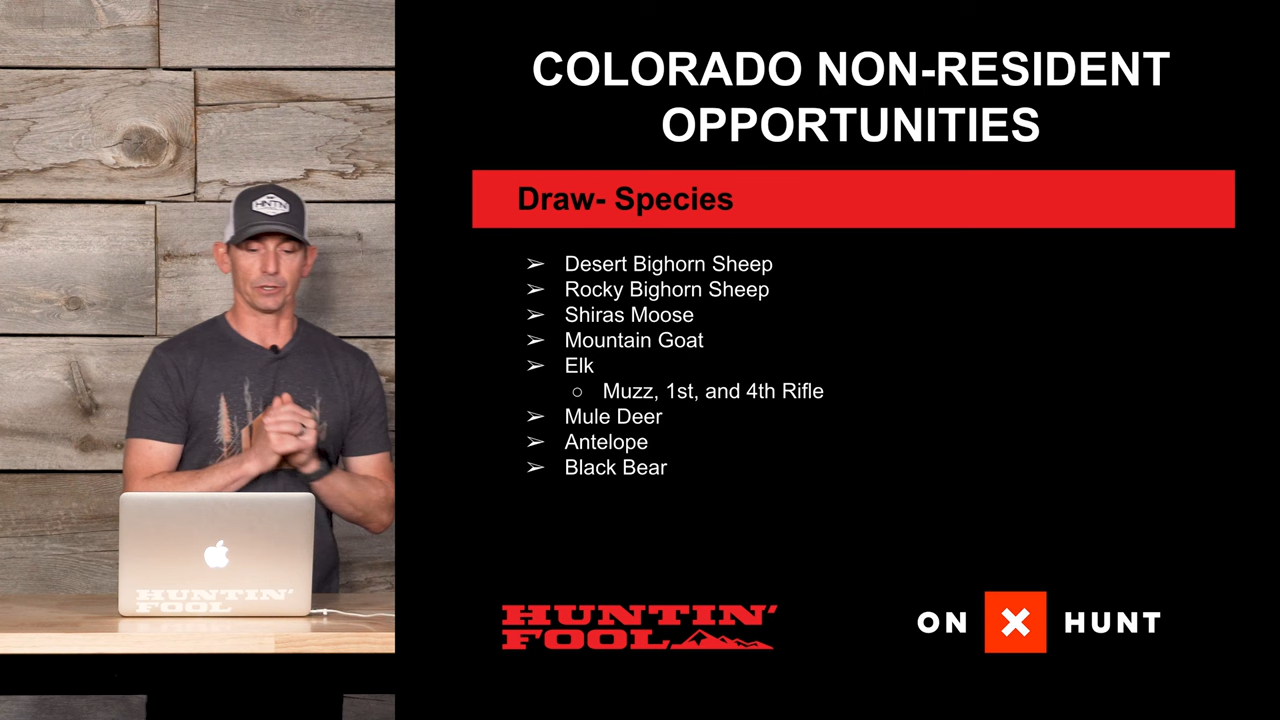 COLORADO NON-RESIDENT
OPPORTUNITIES
Draw- Species
➢ Desert Bighorn Sheep
➢ Rocky Bighorn Sheep
➢ Shiras Moose
➢ Mountain Goat
➢ Elk
○ Muzz, 1st, and 4th Rifle
➢ Mule Deer
➢ Antelope
➢ Black Bear
HNTN
HUNTIN'
FOOL
HUNTIN'
FOOL
ON X HUNT